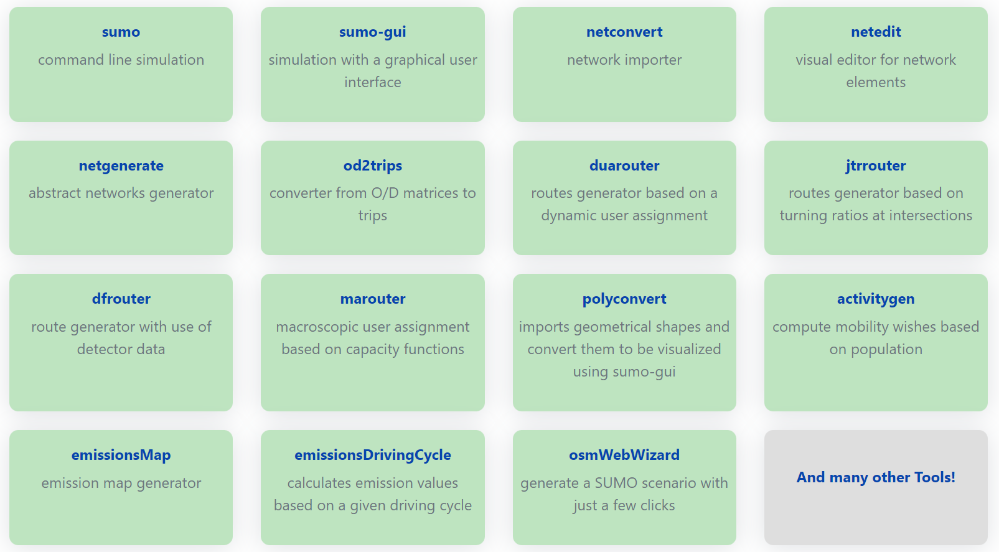 sumo
command line simulation
sumo-gui
simulation with a graphical user
interface
netconvert
network importer
netedit
visual editor for network
elements
netgenerate
abstract networks generator
od2trips
converter from O/D matrices to
trips
duarouter
routes generator based on a
dynamic user assignment
jtrrouter
routes generator based on
turning ratios at intersections
dfrouter
route generator with use of
detector data
marouter
macroscopic user assignment
based on capacity functions
polyconvert
imports geometrical shapes and
convert them to be visualized
using sumo-gui
activitygen
compute mobility wishes based
on population
emissionsMap
emission map generator
emissionsDrivingCycle
calculates emission values
based on a given driving cycle
osmWebWizard
generate a SUMO scenario with
just a few clicks
And many other Tools!